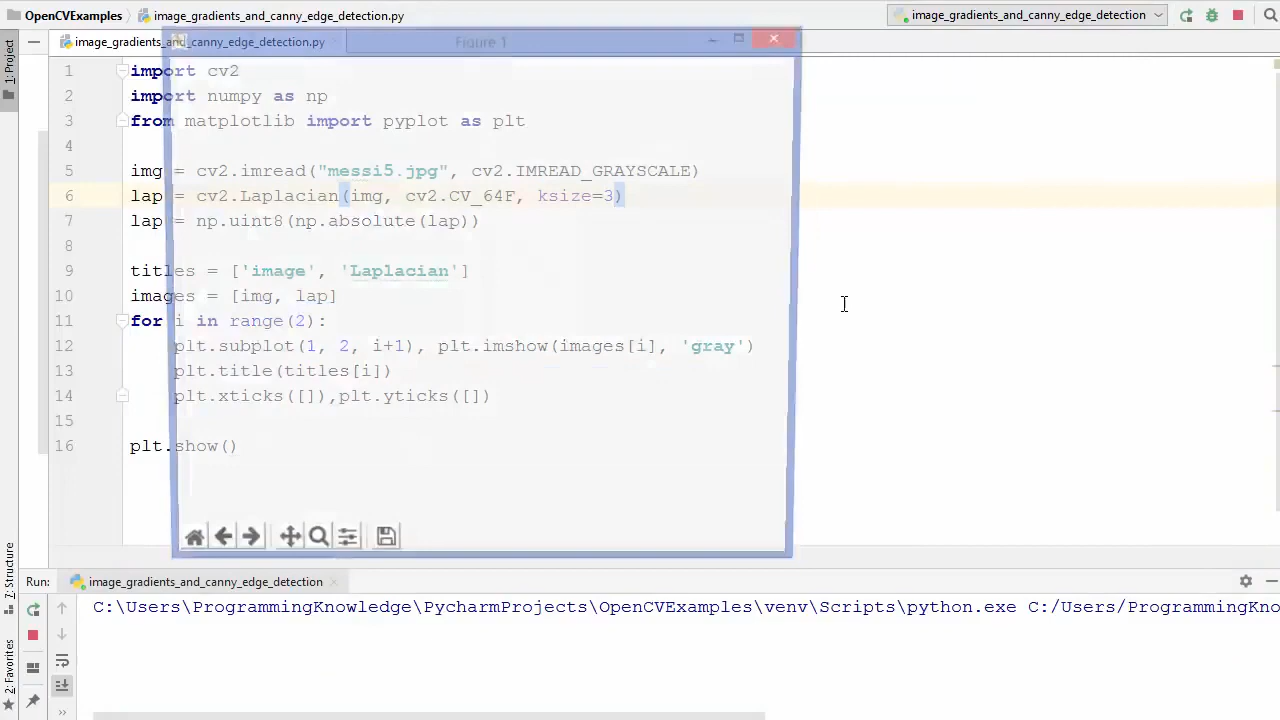 OpenCVExamples image_gradients_and_canny_edge_detection.py image_gradients_and_canny_edge_detection
image_gradients_and_canny_edge_detection.py Figure 1
1: Project
1 import cv2
2 import numpy as np
3 from matplotlib import pyplot as plt
4
5 img = cv2.imread("messi5.jpg", cv2.IMREAD_GRAYSCALE)
6 lap = cv2.Laplacian(img, cv2.CV_64F, ksize=3)
7 lap = np.uint8(np.absolute(lap))
8
9 titles = ['image', 'Laplacian']
10 images = [img, lap]
11 for i in range(2):
12 plt.subplot(1, 2, i+1), plt.imshow(images[i], 'gray')
13 plt.title(titles[i])
14 plt.xticks([]),plt.yticks([])
15
16 plt.show()
7: Structure
2: Favorites
Run: image_gradients_and_canny_edge_detection
C:\Users\ProgrammingKnowledge\PycharmProjects\OpenCVExamples\venv\Scripts\python.exe C:/Users/ProgrammingKno